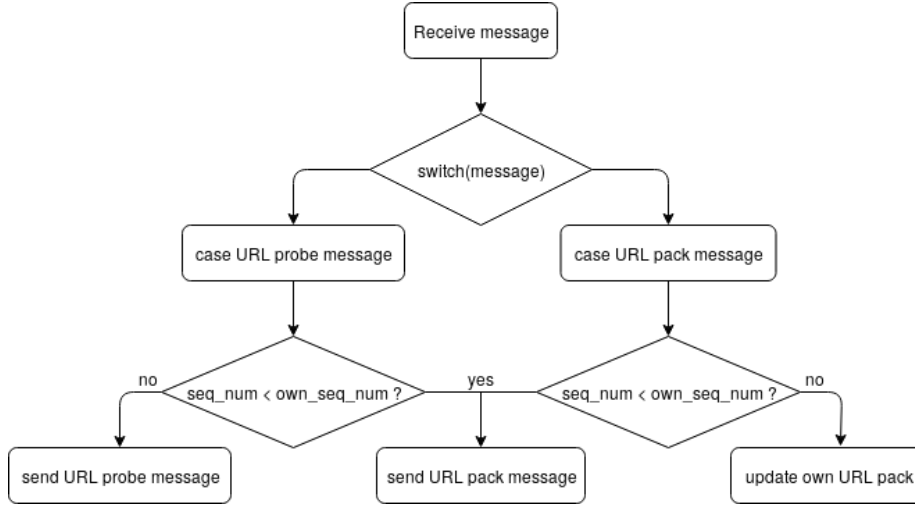 Receive message
switch(message)
case URL probe message
case URL pack message
no
seq_num < own_seq_num ?
yes
seq_num < own_seq_num ?
no
send URL probe message
send URL pack message
update own URL pack